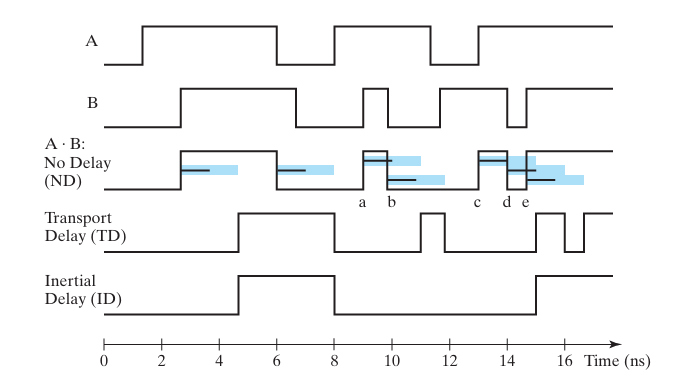 A
B
A · B:
No Delay
(ND)
a b c d e
Transport
Delay (TD)
Inertial
Delay (ID)
0 2 4 6 8 10 12 14 16 Time (ns)